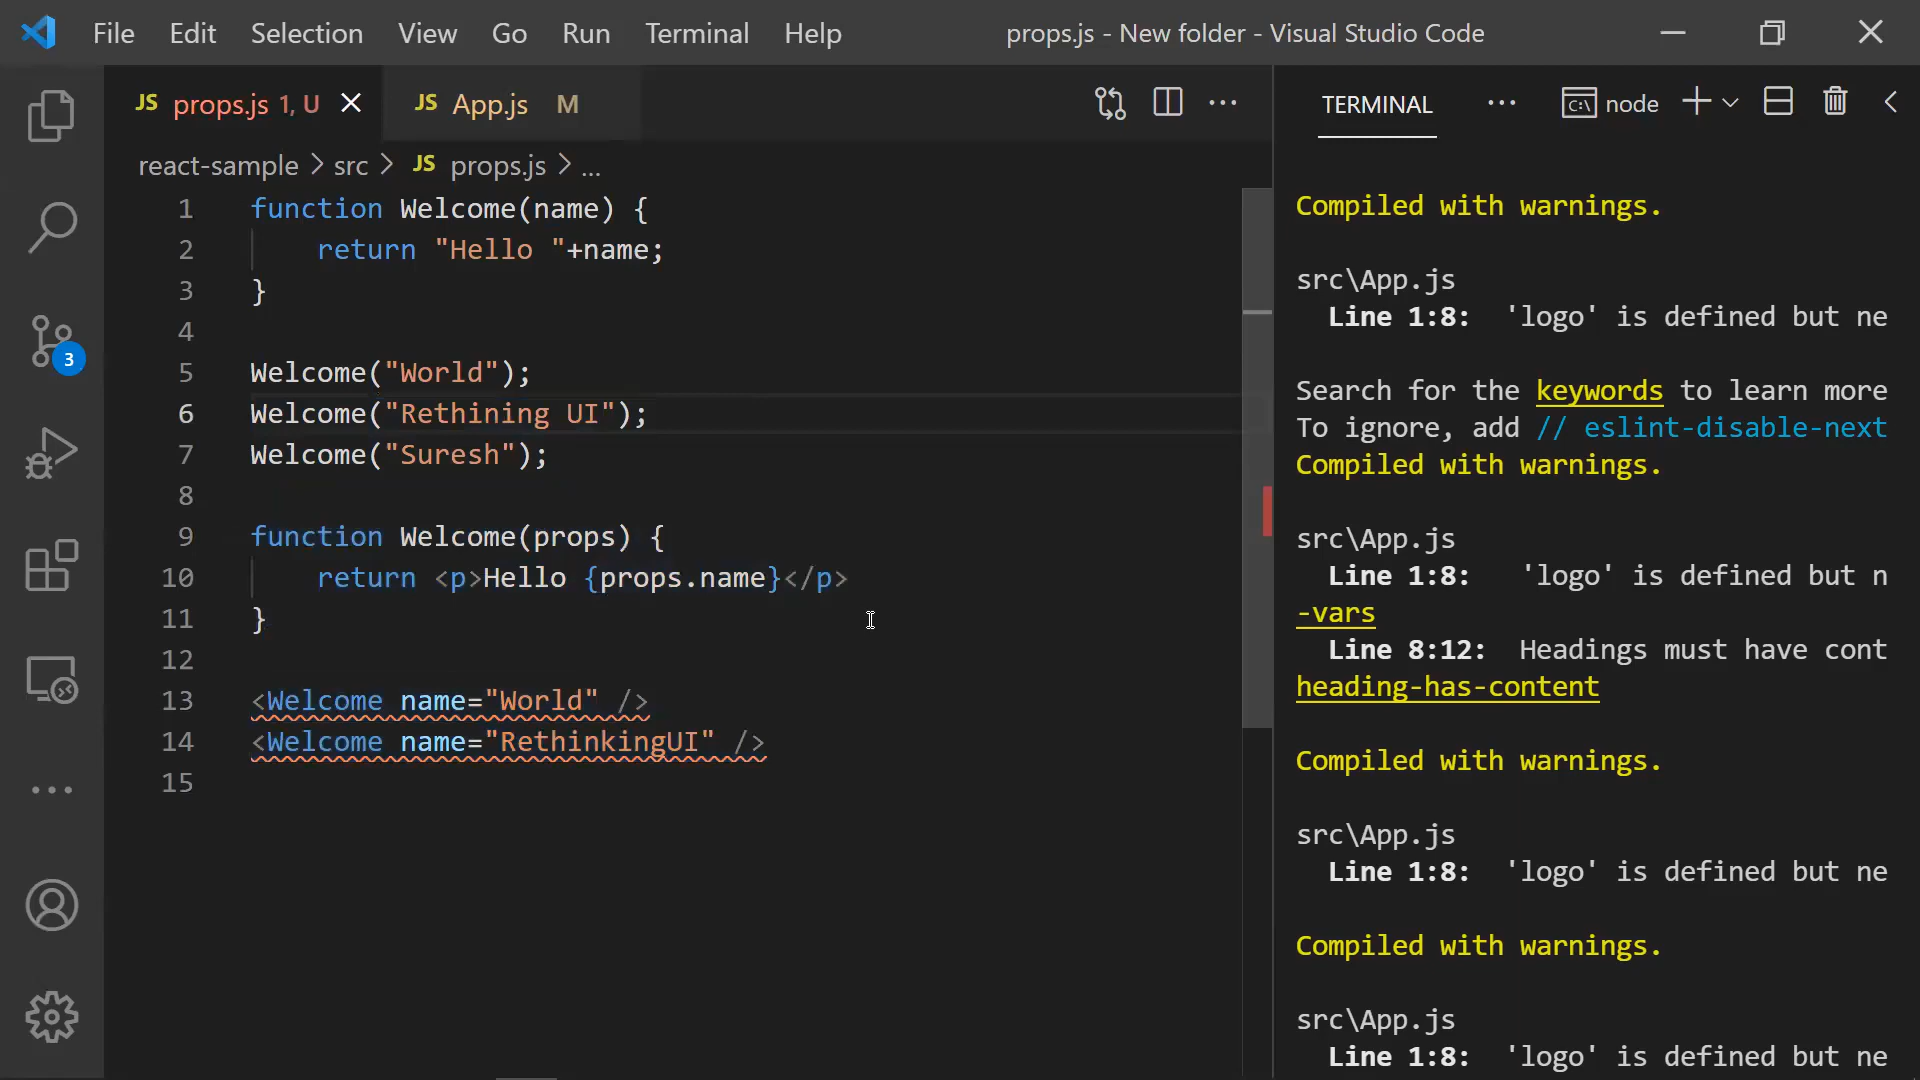 File Edit Selection View Go Run Terminal Help props.js - New folder - Visual Studio Code
JS props.js 1, U JS App.js M
react-sample > src > JS props.js > ...
1 function Welcome(name) {
2 return "Hello "+name;
3 }
4
5 Welcome("World");
6 Welcome("Rethining UI");
7 Welcome("Suresh");
8
9 function Welcome(props) {
10 return <p>Hello {props.name}</p>
11 }
12
13 <Welcome name="World" />
14 <Welcome name="RethinkingUI" />
15
3
TERMINAL ... node
Compiled with warnings.
src\App.js
Line 1:8: 'logo' is defined but ne
Search for the keywords to learn more
To ignore, add // eslint-disable-next
Compiled with warnings.
src\App.js
Line 1:8: 'logo' is defined but n
-vars
Line 8:12: Headings must have cont
heading-has-content
Compiled with warnings.
src\App.js
Line 1:8: 'logo' is defined but ne
Compiled with warnings.
src\App.js
Line 1:8: 'logo' is defined but ne